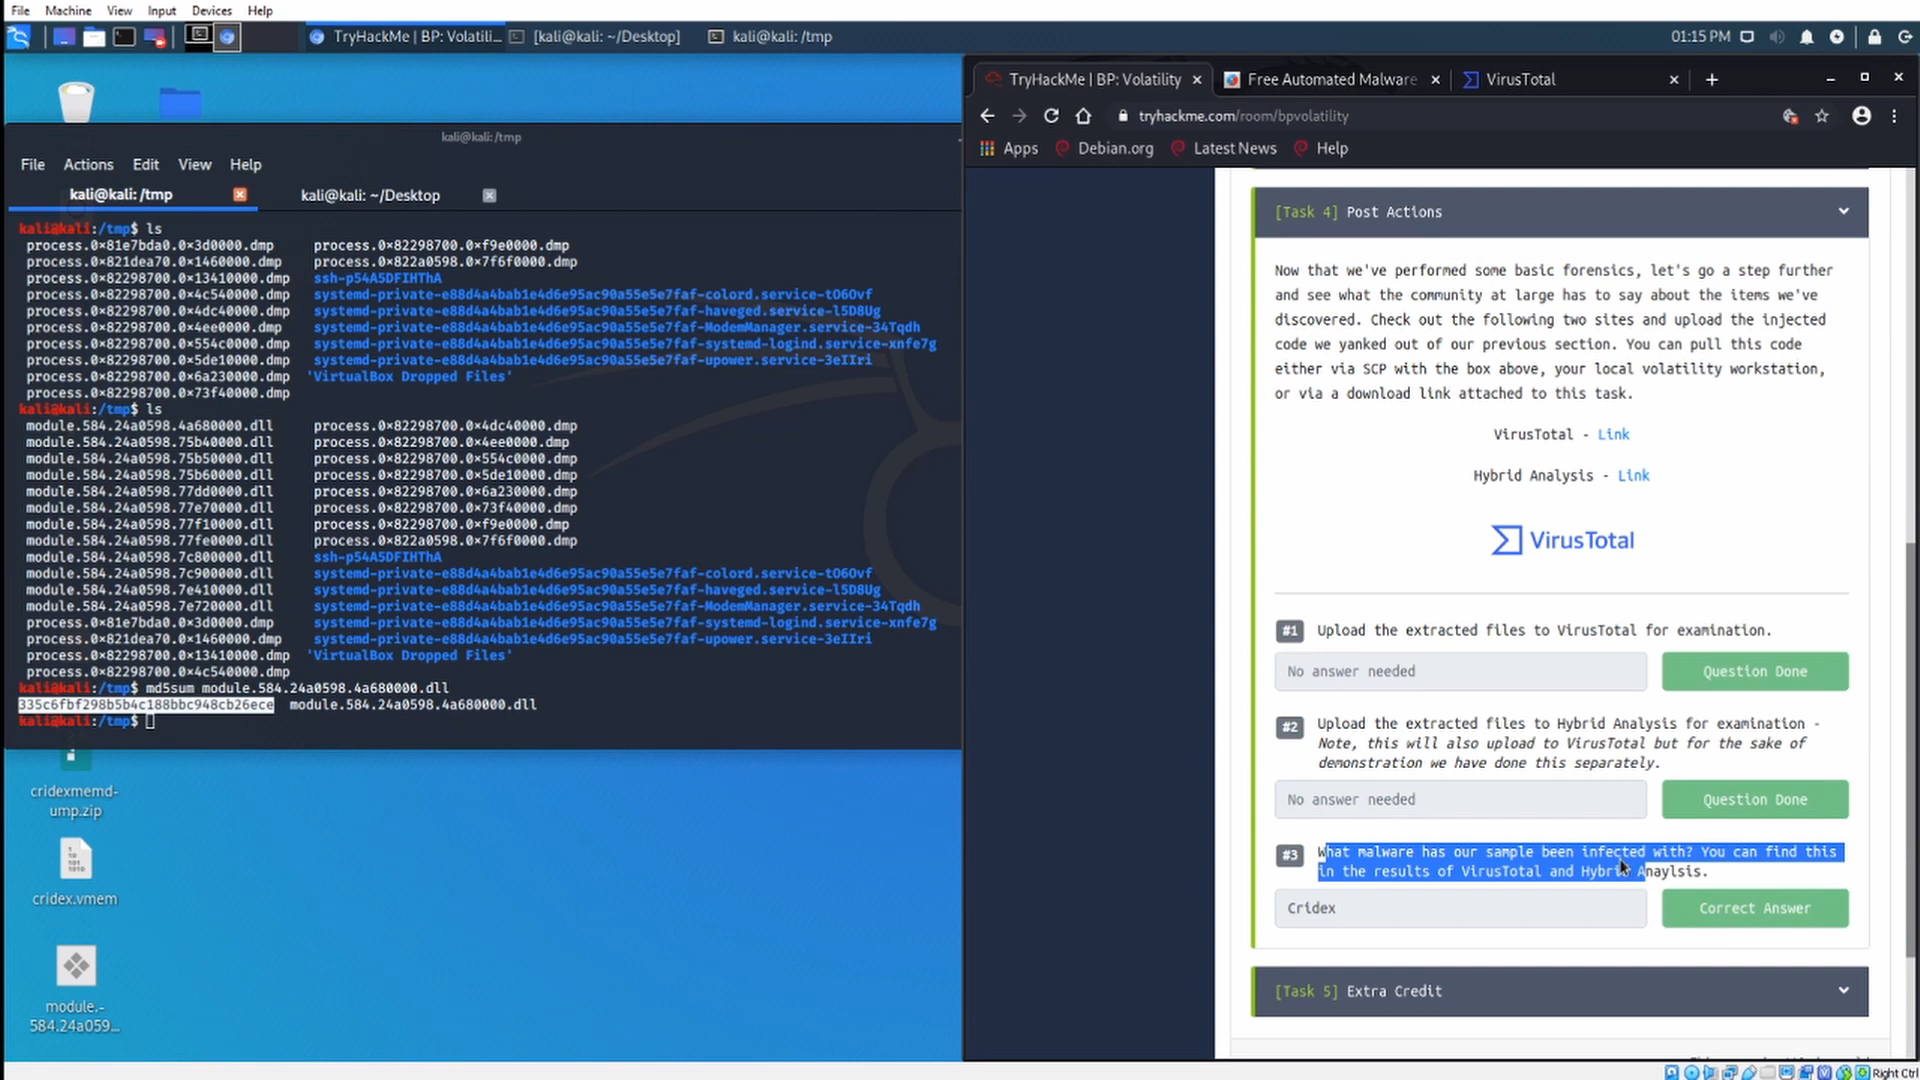 File Machine View Input Devices Help
TryHackMe | BP: Volatili... [kali@kali: ~/Desktop] kali@kali: /tmp 01:15 PM
kali@kali: /tmp
File Actions Edit View Help
kali@kali: /tmp kali@kali: ~/Desktop
kali@kali:/tmp$ ls
process.0×81e7bda0.0×3d0000.dmp process.0×82298700.0×f9e0000.dmp
process.0×821dea70.0×1460000.dmp process.0×822a0598.0×7f6f0000.dmp
process.0×82298700.0×13410000.dmp ssh-p54A5DFIHThA
process.0×82298700.0×4c540000.dmp systemd-private-e88d4a4bab1e4d6e95ac90a55e5e7faf-colord.service-tO6Ovf
process.0×82298700.0×4dc40000.dmp systemd-private-e88d4a4bab1e4d6e95ac90a55e5e7faf-haveged.service-l5D8Ug
process.0×82298700.0×4ee0000.dmp systemd-private-e88d4a4bab1e4d6e95ac90a55e5e7faf-ModemManager.service-34Tqdh
process.0×82298700.0×554c0000.dmp systemd-private-e88d4a4bab1e4d6e95ac90a55e5e7faf-systemd-logind.service-xnfe7g
process.0×82298700.0×5de10000.dmp systemd-private-e88d4a4bab1e4d6e95ac90a55e5e7faf-upower.service-3eIIri
process.0×82298700.0×6a230000.dmp 'VirtualBox Dropped Files'
process.0×82298700.0×73f40000.dmp
kali@kali:/tmp$ ls
module.584.24a0598.4a680000.dll process.0×82298700.0×4dc40000.dmp
module.584.24a0598.75b40000.dll process.0×82298700.0×4ee0000.dmp
module.584.24a0598.75b50000.dll process.0×82298700.0×554c0000.dmp
module.584.24a0598.75b60000.dll process.0×82298700.0×5de10000.dmp
module.584.24a0598.77dd0000.dll process.0×82298700.0×6a230000.dmp
module.584.24a0598.77e70000.dll process.0×82298700.0×73f40000.dmp
module.584.24a0598.77f10000.dll process.0×82298700.0×f9e0000.dmp
module.584.24a0598.77fe0000.dll process.0×822a0598.0×7f6f0000.dmp
module.584.24a0598.7c800000.dll ssh-p54A5DFIHThA
module.584.24a0598.7c900000.dll systemd-private-e88d4a4bab1e4d6e95ac90a55e5e7faf-colord.service-tO6Ovf
module.584.24a0598.7e410000.dll systemd-private-e88d4a4bab1e4d6e95ac90a55e5e7faf-haveged.service-l5D8Ug
module.584.24a0598.7e720000.dll systemd-private-e88d4a4bab1e4d6e95ac90a55e5e7faf-ModemManager.service-34Tqdh
process.0×81e7bda0.0×3d0000.dmp systemd-private-e88d4a4bab1e4d6e95ac90a55e5e7faf-systemd-logind.service-xnfe7g
process.0×821dea70.0×1460000.dmp systemd-private-e88d4a4bab1e4d6e95ac90a55e5e7faf-upower.service-3eIIri
process.0×82298700.0×13410000.dmp 'VirtualBox Dropped Files'
process.0×82298700.0×4c540000.dmp
kali@kali:/tmp$ md5sum module.584.24a0598.4a680000.dll
335c6fbf298b5b4c188bbc948cb26ece module.584.24a0598.4a680000.dll
kali@kali:/tmp$
cridexmemd-
ump.zip
cridex.vmem
module.-
584.24a059...
TryHackMe | BP: Volatility Free Automated Malware VirusTotal
tryhackme.com/room/bpvolatility
Apps Debian.org Latest News Help
[Task 4] Post Actions
Now that we've performed some basic forensics, let's go a step further
and see what the community at large has to say about the items we've
discovered. Check out the following two sites and upload the injected
code we yanked out of our previous section. You can pull this code
either via SCP with the box above, your local volatility workstation,
or via a download link attached to this task.
VirusTotal - Link
Hybrid Analysis - Link
VirusTotal
#1 Upload the extracted files to VirusTotal for examination.
No answer needed Question Done
#2 Upload the extracted files to Hybrid Analysis for examination -
Note, this will also upload to VirusTotal but for the sake of
demonstration we have done this separately.
No answer needed Question Done
#3 What malware has our sample been infected with? You can find this
in the results of VirusTotal and Hybrid Anaylsis.
Cridex Correct Answer
[Task 5] Extra Credit
Right Ctrl